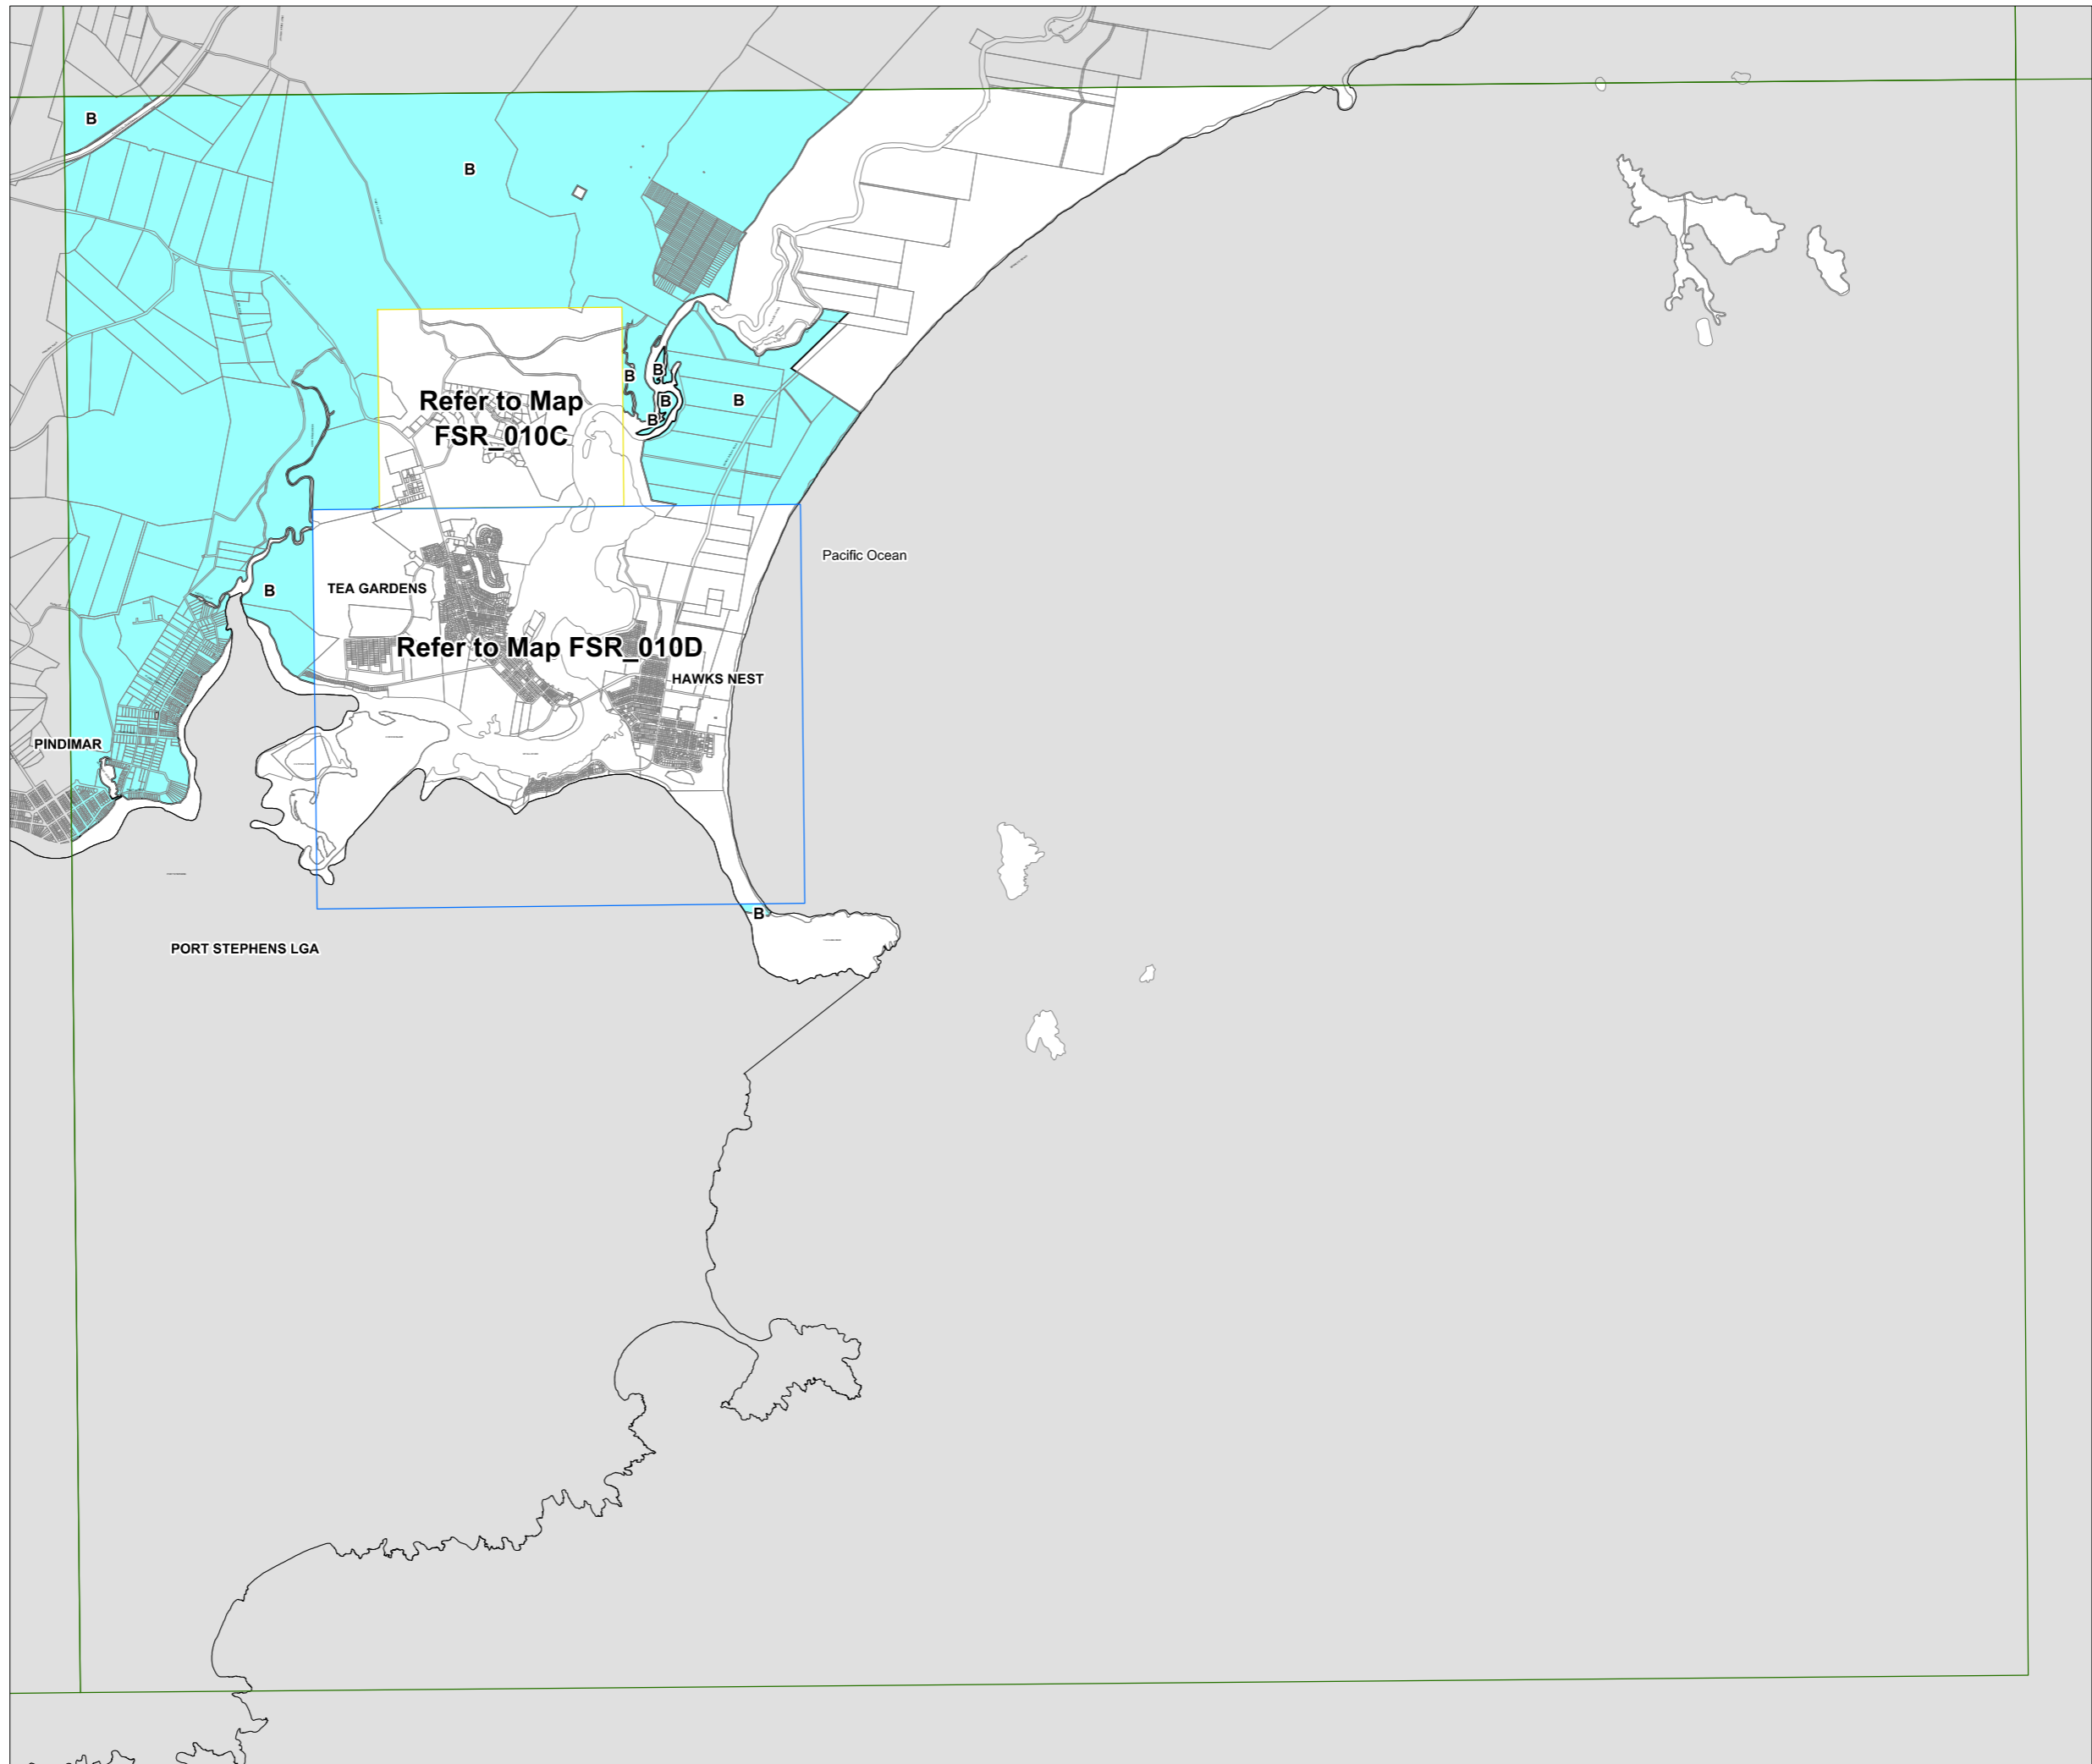 B
B
B
B
Refer to Map
FSR_010C
B
B
B
Pacific Ocean
TEA GARDENS
B
Refer to Map FSR_010D
HAWKS NEST
PINDIMAR
B
PORT STEPHENS LGA